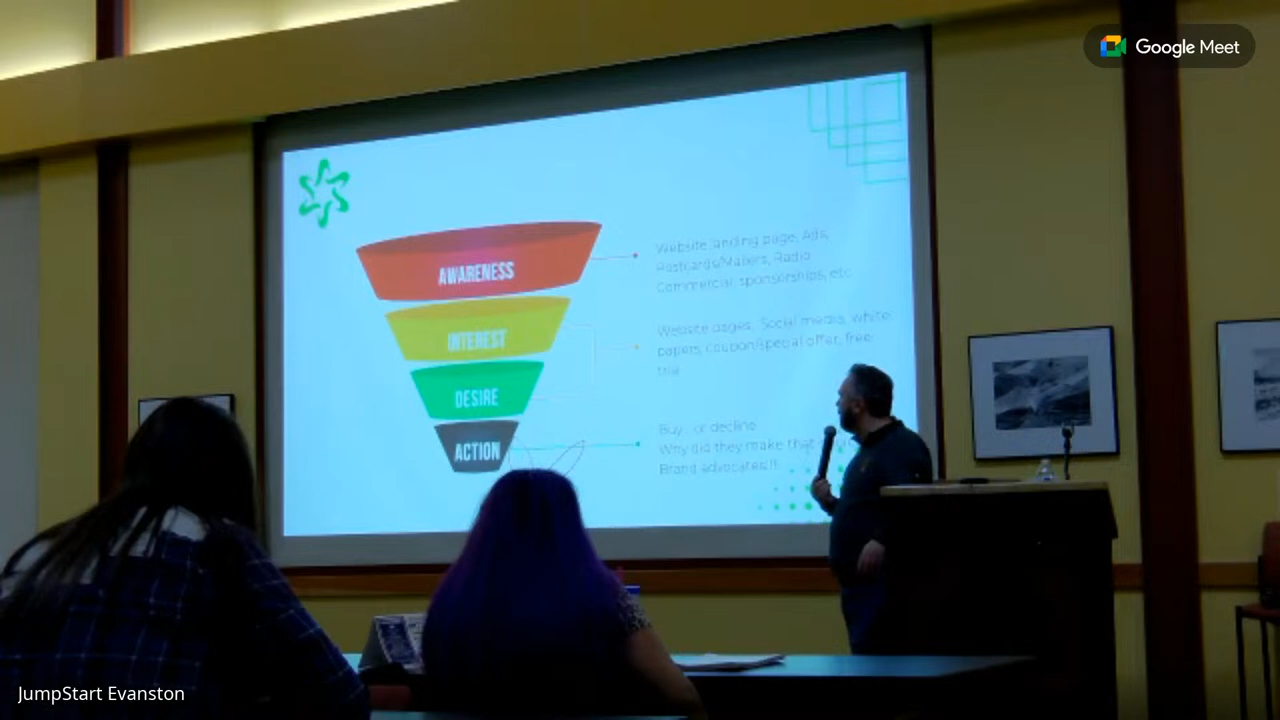 Google Meet
AWARENESS
Website landing page, Ads,
Postcards/Mailers, Radio
Commercial, sponsorships, etc
INTEREST
Website pages, Social media, white
papers, coupon/special offer, free
trial
DESIRE
ACTION
Buy... or decline
Why did they make that
Brand advocates!!!
JumpStart Evanston